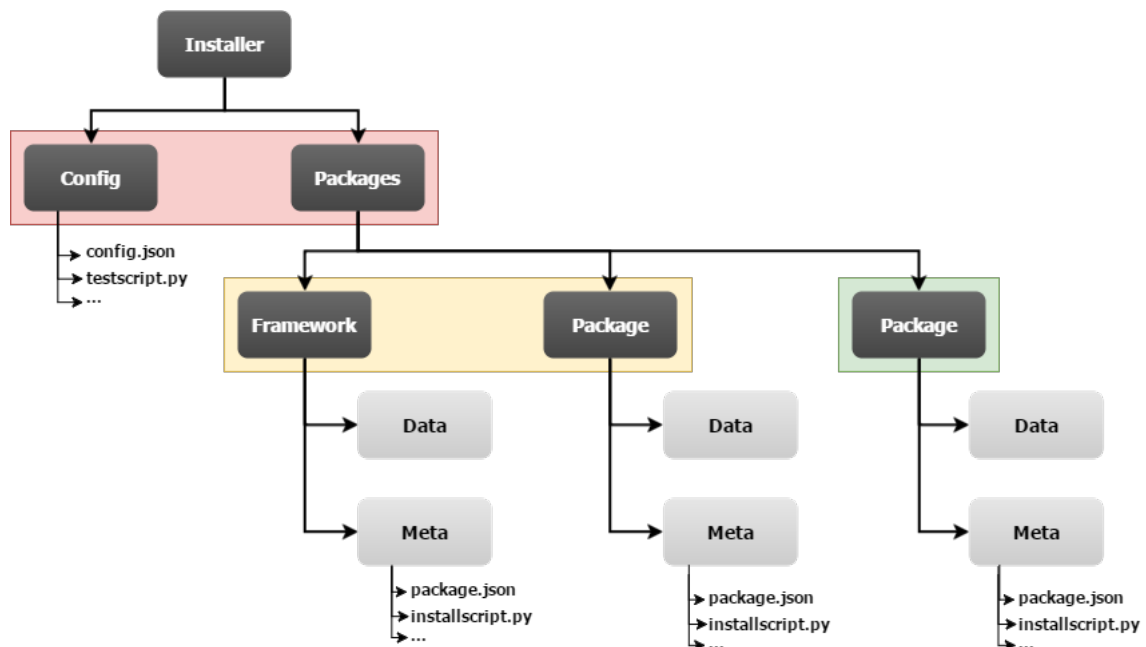 Installer
Config
Packages
config.json
testscript.py
...
Framework
Package
Package
Data
Data
Data
Meta
Meta
Meta
package.json
installscript.py
...
package.json
installscript.py
...
package.json
installscript.py
...